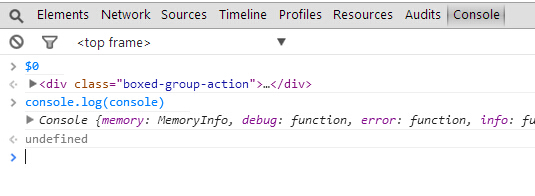 Elements Network Sources Timeline Profiles Resources Audits Console
<top frame> ▼
> $0
<div class="boxed-group-action">…</div>
> console.log(console)
Console {memory: MemoryInfo, debug: function, error: function, info: fu
undefined
>